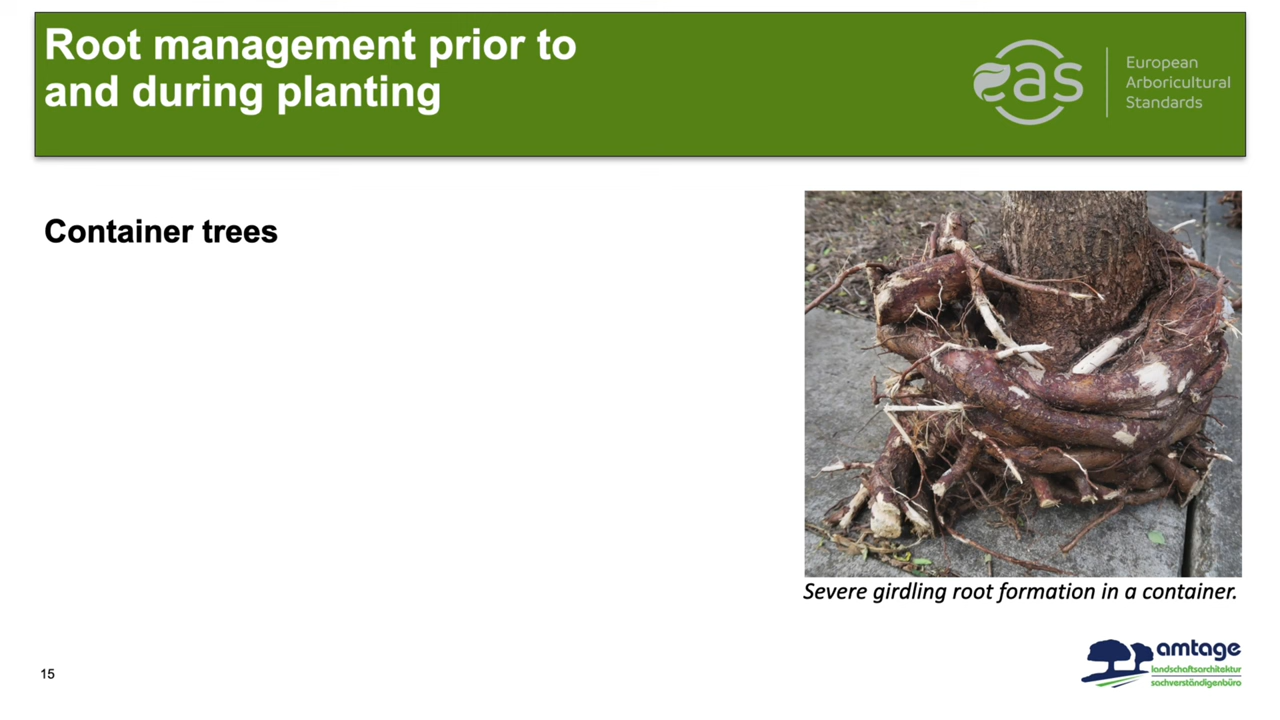 Root management prior to
and during planting
eas
European
Arboricultural
Standards
Container trees
Severe girdling root formation in a container.
15
amtage
landschaftsarchitektur
sachverständigenbüro